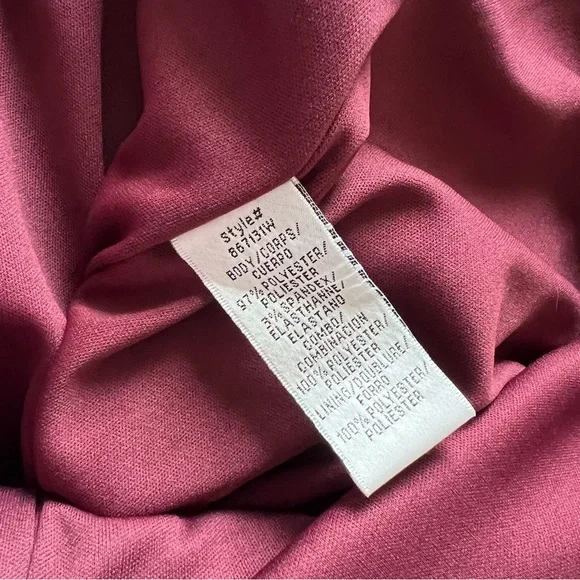 Style#
867131W
BODY/CORPS/
CUERPO
97% POLYESTER/
POLIESTER
3% SPANDEX/
ELASTHANNE/
ELASTANO
COMBO/
COMBINACION
100% POLYESTER/
POLIESTER
LINING/DOUBLURE/
FORRO
100% POLYESTER/
POLIESTER